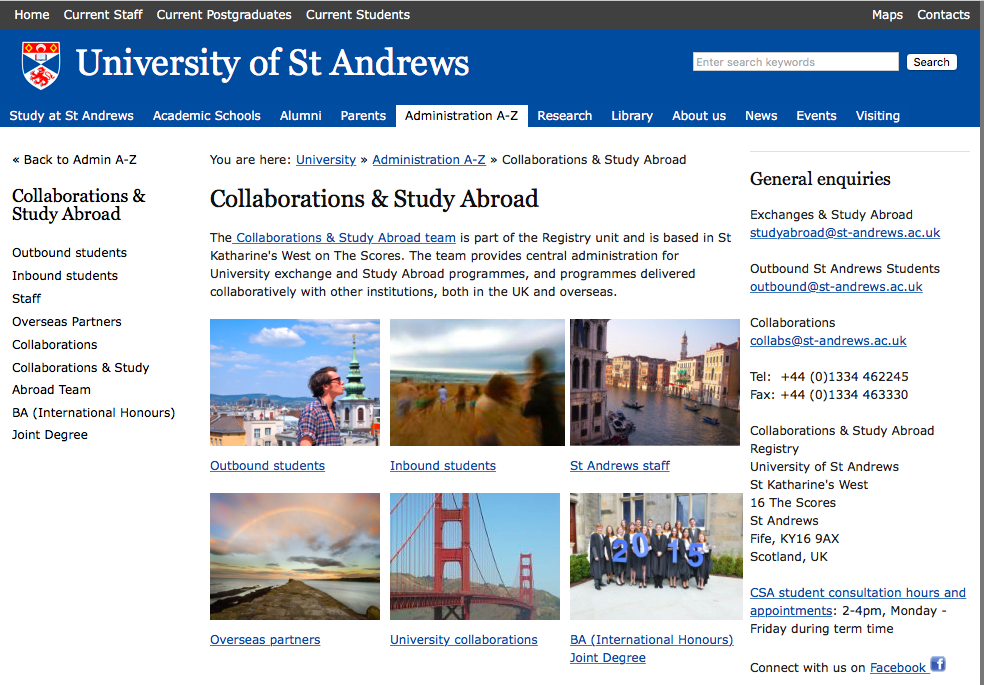 Home Current Staff Current Postgraduates Current Students Maps Contacts
University of St Andrews
Enter search keywords Search
Study at St Andrews Academic Schools Alumni Parents Administration A-Z Research Library About us News Events Visiting
« Back to Admin A-Z
Collaborations &
Study Abroad
Outbound students
Inbound students
Staff
Overseas Partners
Collaborations
Collaborations & Study
Abroad Team
BA (International Honours)
Joint Degree
You are here: University » Administration A-Z » Collaborations & Study Abroad
Collaborations & Study Abroad
The Collaborations & Study Abroad team is part of the Registry unit and is based in St
Katharine's West on The Scores. The team provides central administration for
University exchange and Study Abroad programmes, and programmes delivered
collaboratively with other institutions, both in the UK and overseas.
Outbound students
Inbound students
St Andrews staff
2015
Overseas partners
University collaborations
BA (International Honours)
Joint Degree
General enquiries
Exchanges & Study Abroad
studyabroad@st-andrews.ac.uk
Outbound St Andrews Students
outbound@st-andrews.ac.uk
Collaborations
collabs@st-andrews.ac.uk
Tel: +44 (0)1334 462245
Fax: +44 (0)1334 463330
Collaborations & Study Abroad
Registry
University of St Andrews
St Katharine's West
16 The Scores
St Andrews
Fife, KY16 9AX
Scotland, UK
CSA student consultation hours and
appointments: 2-4pm, Monday -
Friday during term time
Connect with us on Facebook f